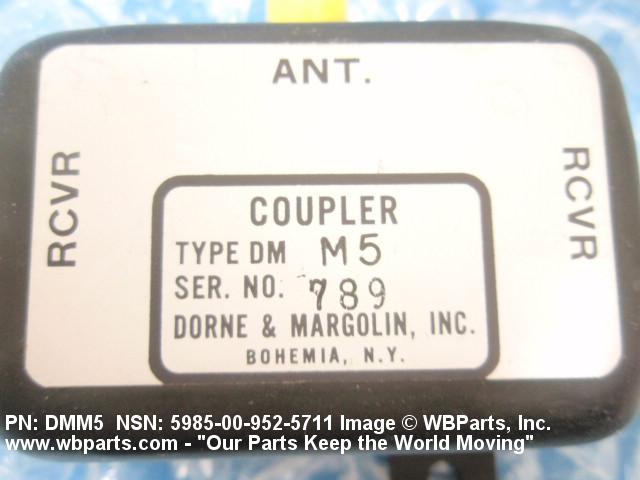 ANT.
RCVR
RCVR
COUPLER
TYPE DM M5
SER. NO. 789
DORNE & MARGOLIN, INC.
BOHEMIA, N.Y.
PN: DMM5 NSN: 5985-00-952-5711 Image © WBParts, Inc.
www.wbparts.com - "Our Parts Keep the World Moving"